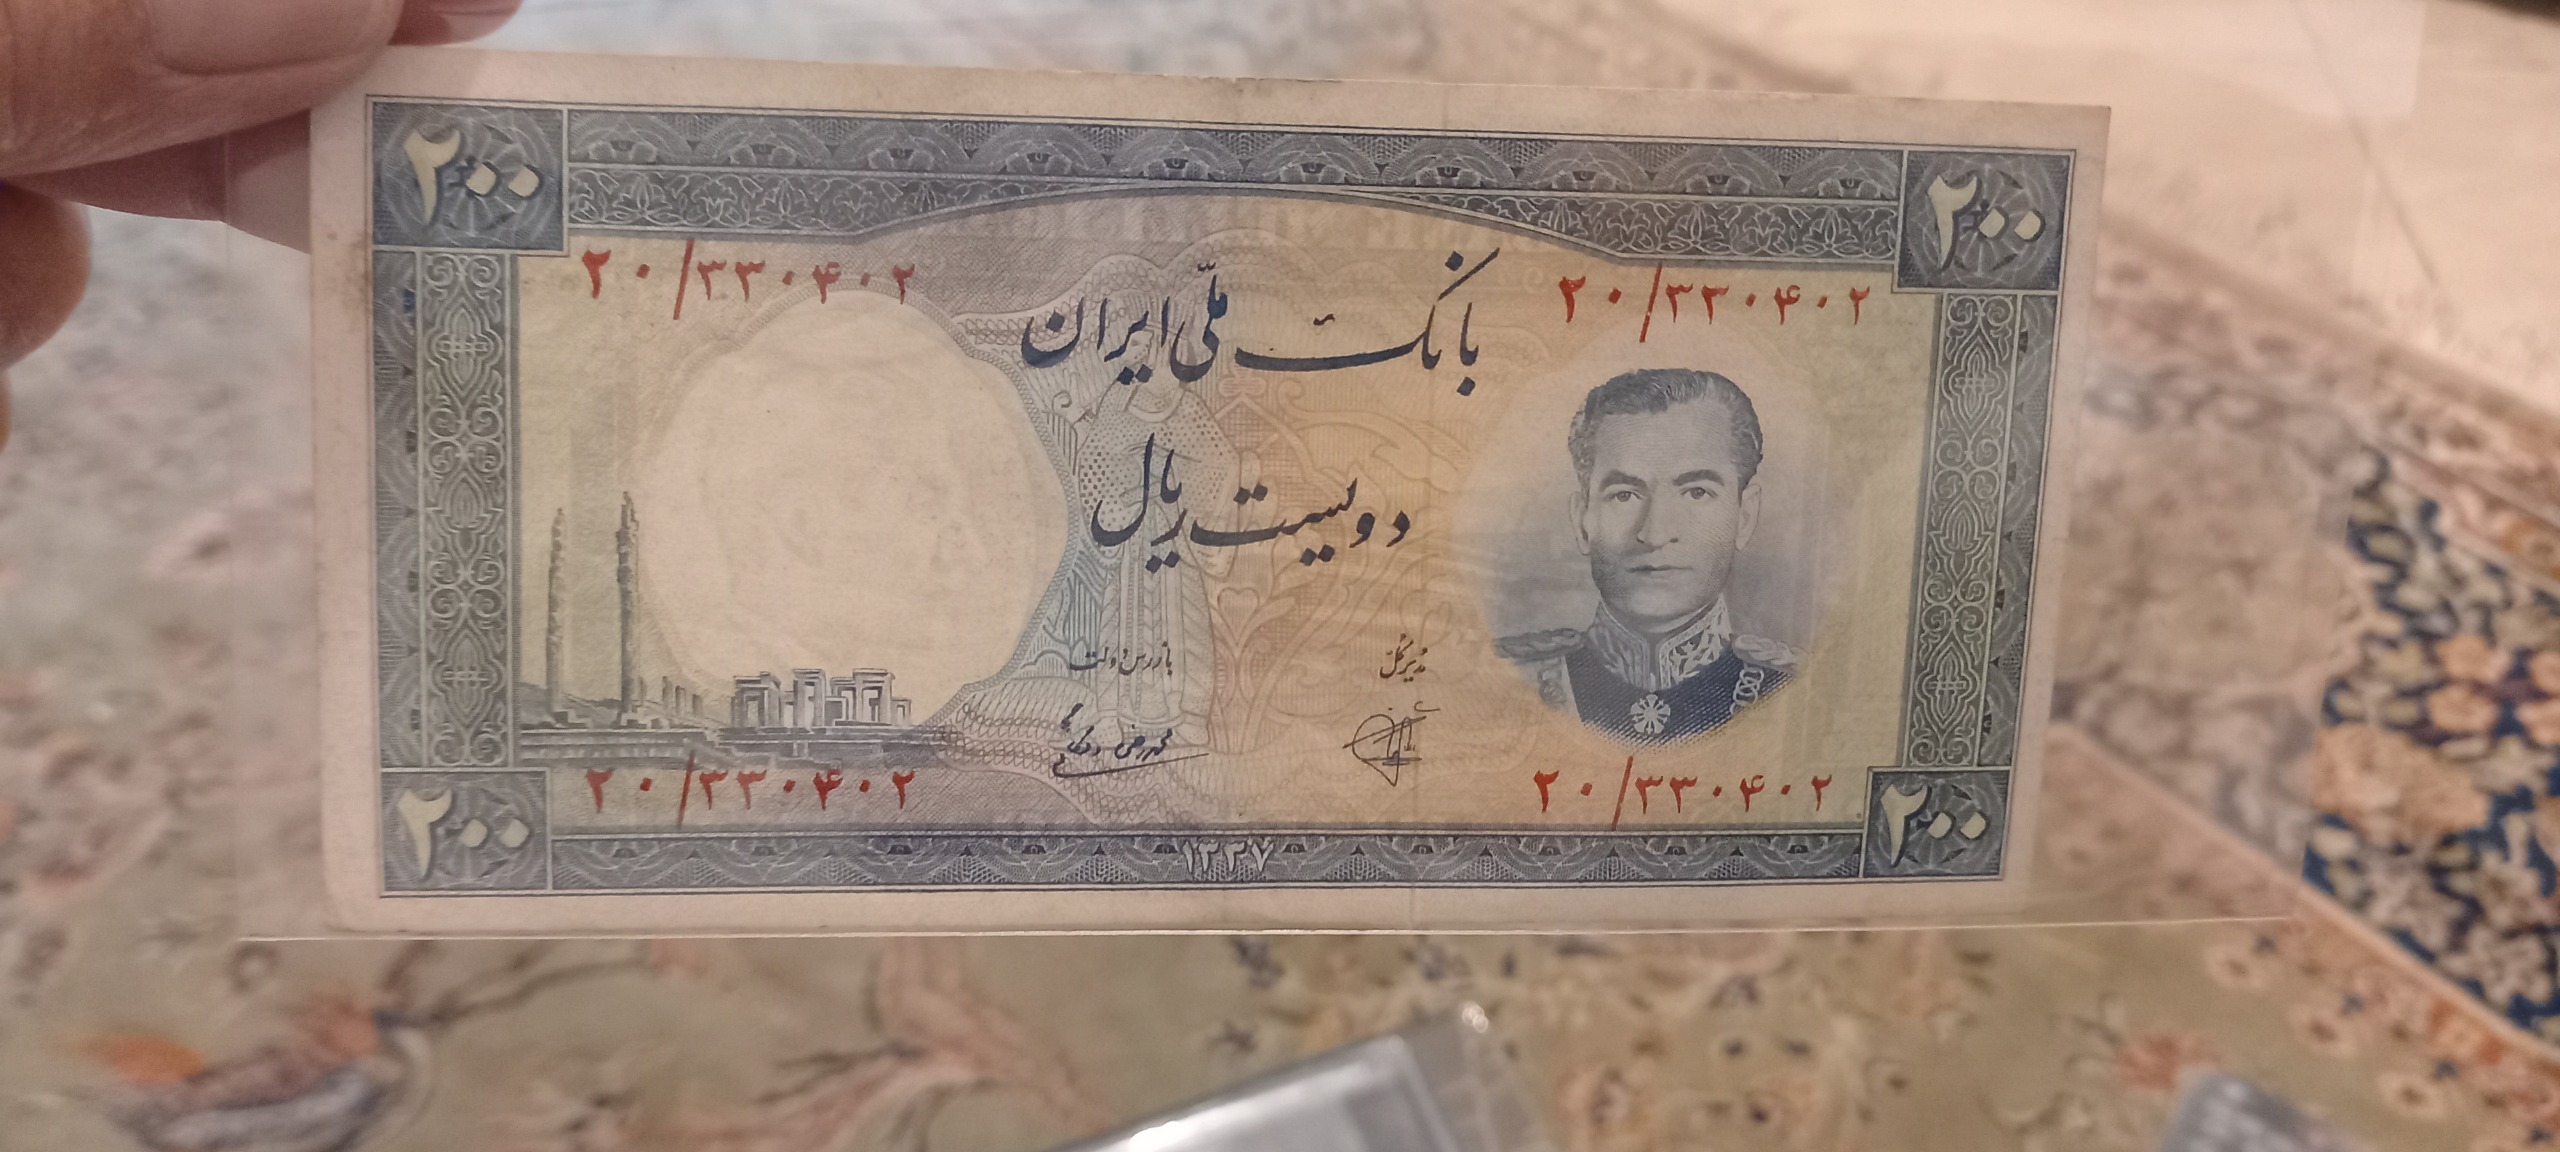 ۲۰۰ ۲۰۰
۲۰/۳۳۰۴۰۲ ۲۰/۳۳۰۴۰۲
بانک ملّی ایران
دویست ریال
مدیر کل بازرس دولت
۲۰/۳۳۰۴۰۲ ۲۰/۳۳۰۴۰۲
۲۰۰ ۲۰۰
۱۳۳۷